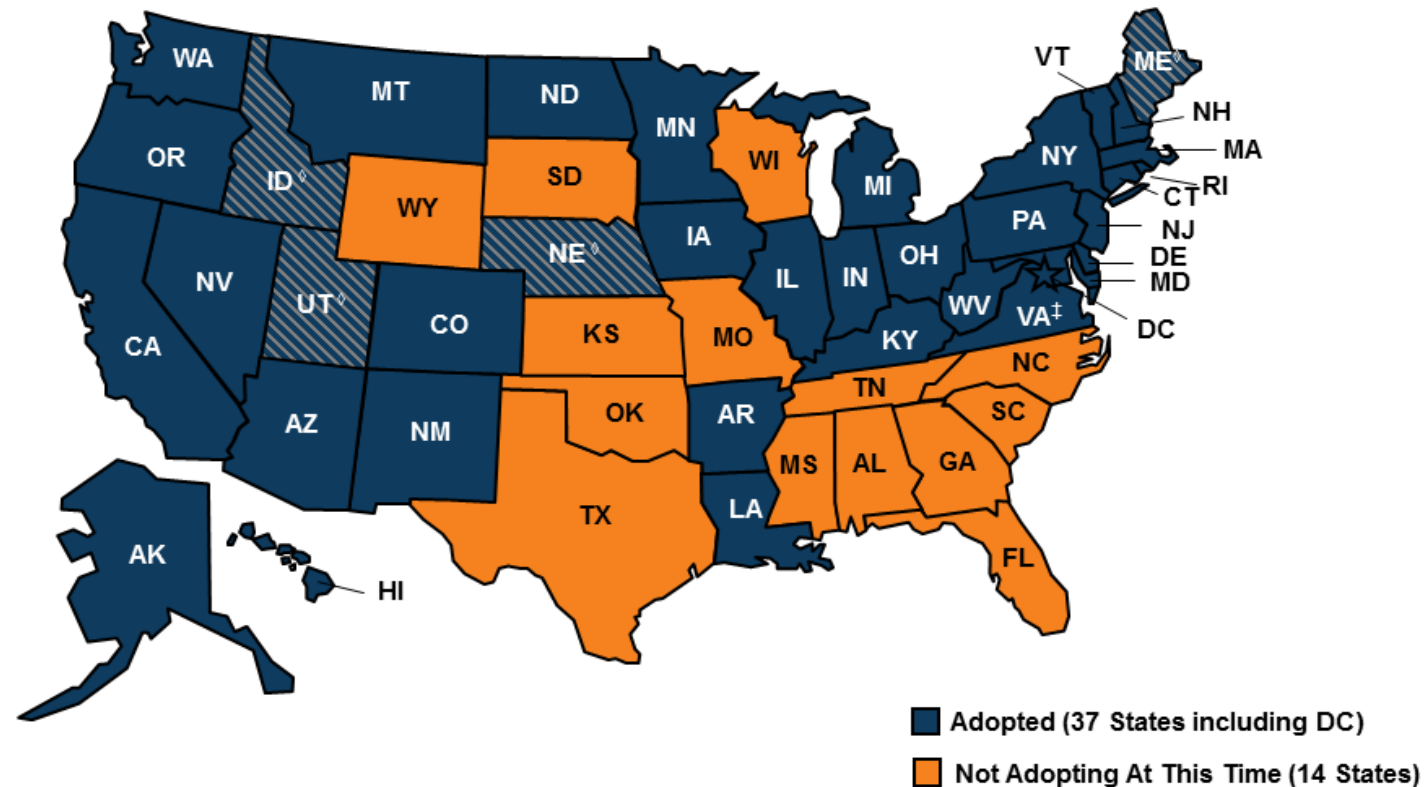 WA
MT
ND
MN
VT
ME◊
NH
MA
RI
CT
NJ
DE
MD
DC
OR
ID◊
WY
SD
WI
MI
NY
PA
NE◊
IA
IL
IN
OH
WV
VA‡
KY
NV
UT◊
CO
KS
MO
CA
AZ
NM
OK
AR
TN
NC
SC
MS
AL
GA
TX
LA
FL
AK
HI
Adopted (37 States including DC)
Not Adopting At This Time (14 States)